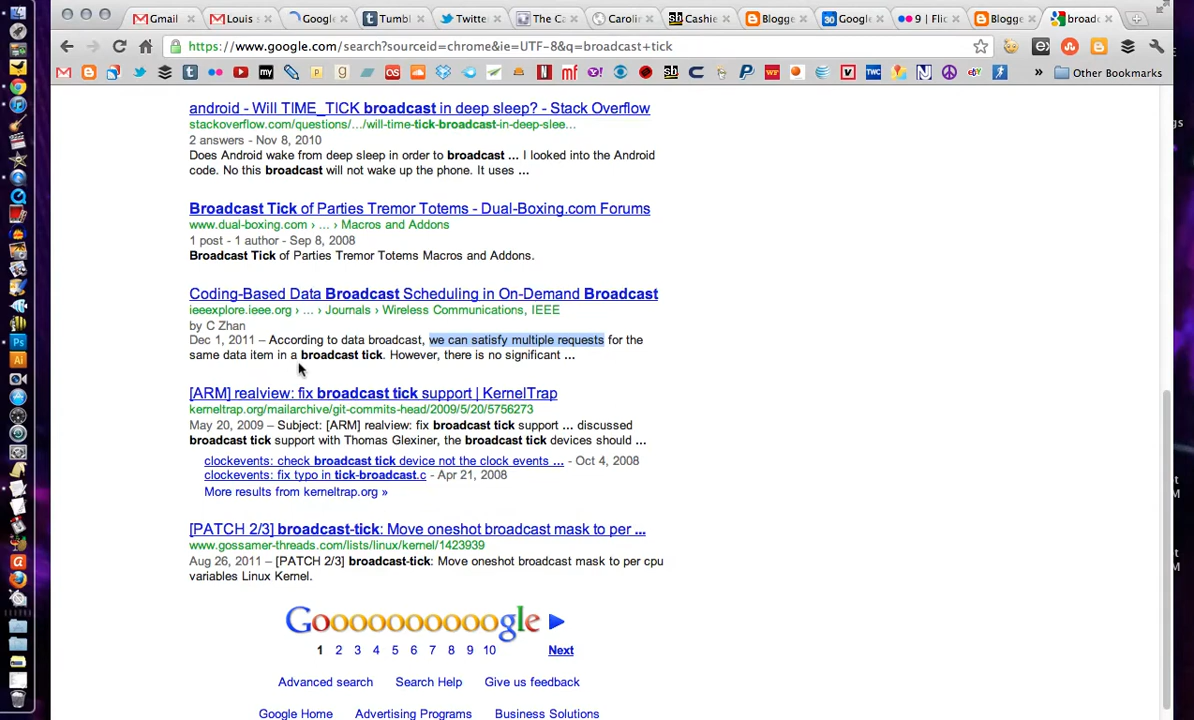 Gmail
Louis
Google
Tumbl
Twitte
The C
Carolin
Cashie
Blogge
30 Google
9 | Flic
Blogge
broadc
https://www.google.com/search?sourceid=chrome&ie=UTF-8&q=broadcast+tick
» Other Bookmarks
android - Will TIME_TICK broadcast in deep sleep? - Stack Overflow
stackoverflow.com/questions/.../will-time-tick-broadcast-in-deep-slee...
2 answers - Nov 8, 2010
Does Android wake from deep sleep in order to broadcast ... I looked into the Android
code. No this broadcast will not wake up the phone. It uses ...
Broadcast Tick of Parties Tremor Totems - Dual-Boxing.com Forums
www.dual-boxing.com › ... › Macros and Addons
1 post - 1 author - Sep 8, 2008
Broadcast Tick of Parties Tremor Totems Macros and Addons.
Coding-Based Data Broadcast Scheduling in On-Demand Broadcast
ieeexplore.ieee.org › ... › Journals › Wireless Communications, IEEE
by C Zhan
Dec 1, 2011 – According to data broadcast, we can satisfy multiple requests for the
same data item in a broadcast tick. However, there is no significant ...
[ARM] realview: fix broadcast tick support | KernelTrap
kerneltrap.org/mailarchive/git-commits-head/2009/5/20/5756273
May 20, 2009 – Subject: [ARM] realview: fix broadcast tick support ... discussed
broadcast tick support with Thomas Glexiner, the broadcast tick devices should ...
clockevents: check broadcast tick device not the clock events ... - Oct 4, 2008
clockevents: fix typo in tick-broadcast.c - Apr 21, 2008
More results from kerneltrap.org »
[PATCH 2/3] broadcast-tick: Move oneshot broadcast mask to per ...
www.gossamer-threads.com/lists/linux/kernel/1423939
Aug 26, 2011 – [PATCH 2/3] broadcast-tick: Move oneshot broadcast mask to per cpu
variables Linux Kernel.
Goooooooooogle
1 2 3 4 5 6 7 8 9 10 Next
Advanced search Search Help Give us feedback
Google Home Advertising Programs Business Solutions